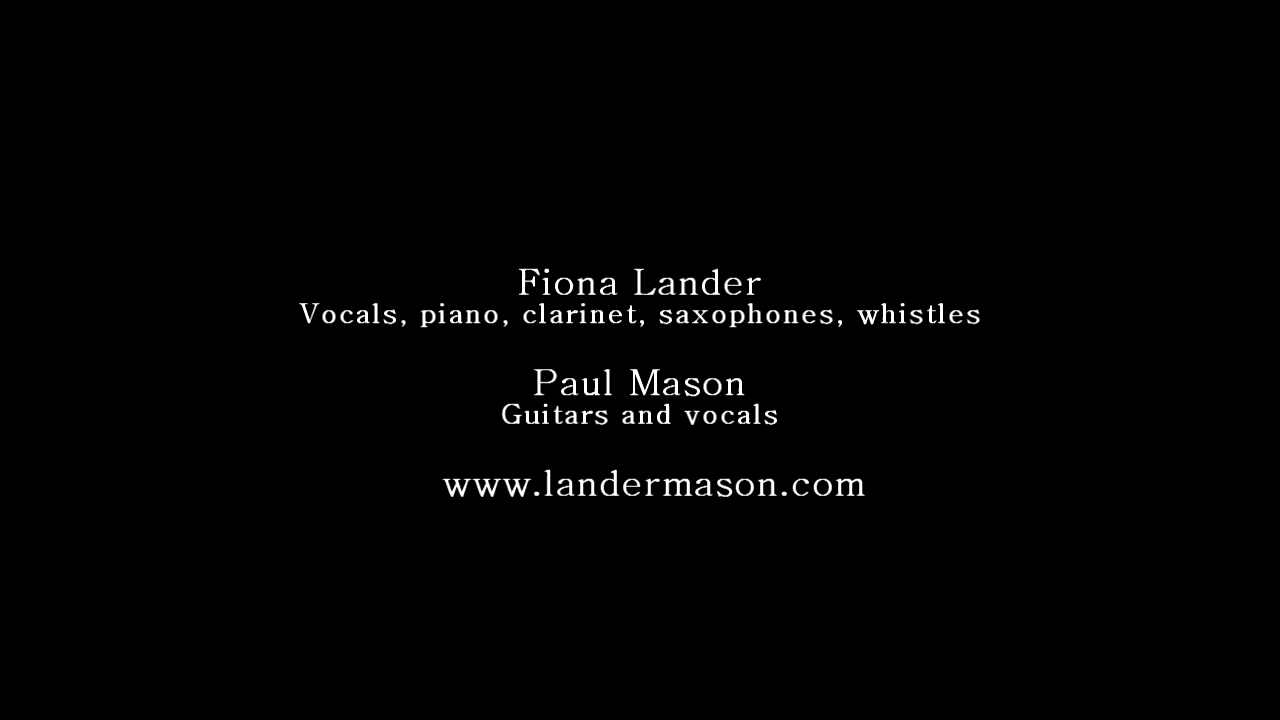 Fiona Lander
Vocals, piano, clarinet, saxophones, whistles
Paul Mason
Guitars and vocals
www.landermason.com